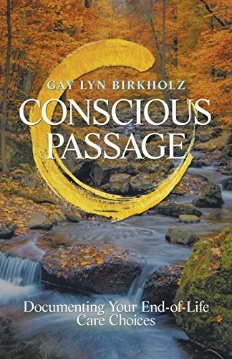 GAY LYN BIRKHOLZ
CONSCIOUS
PASSAGE
Documenting Your End-of-Life
Care Choices